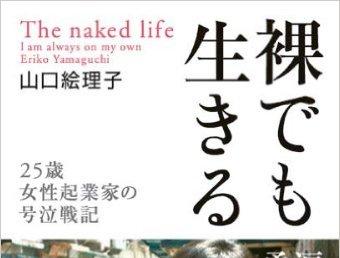 The naked life
I am always on my own
Eriko Yamaguchi
山口絵理子
裸でも
生きる
25歳
女性起業家の
号泣戦記